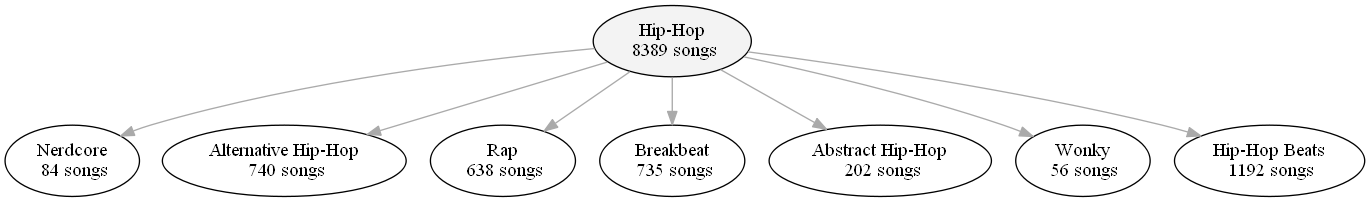 Hip-Hop
8389 songs
Nerdcore
84 songs
Alternative Hip-Hop
740 songs
Rap
638 songs
Breakbeat
735 songs
Abstract Hip-Hop
202 songs
Wonky
56 songs
Hip-Hop Beats
1192 songs